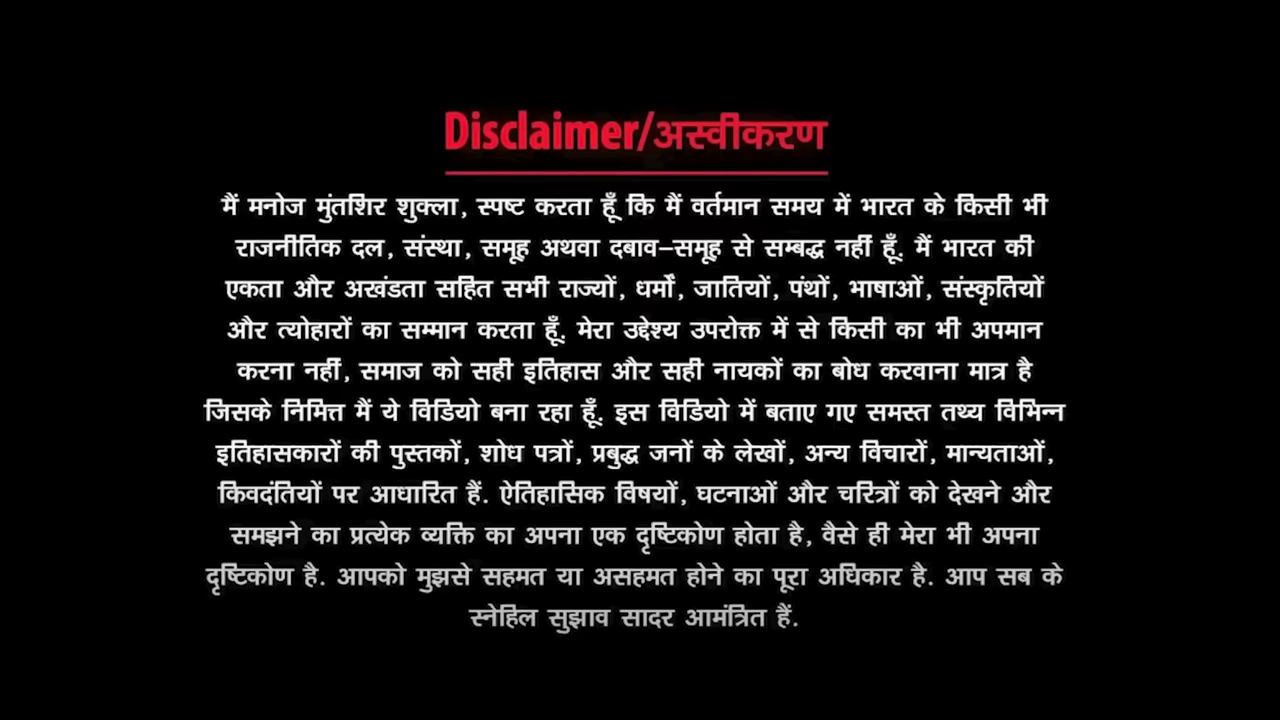 Disclaimer/अस्वीकरण
मैं मनोज मुंतशिर शुक्ला, स्पष्ट करता हूँ कि मैं वर्तमान समय में भारत के किसी भी
राजनीतिक दल, संस्था, समूह अथवा दबाव-समूह से सम्बद्ध नहीं हूँ. मैं भारत की
एकता और अखंडता सहित सभी राज्यों, धर्मों, जातियों, पंथों, भाषाओं, संस्कृतियों
और त्योहारों का सम्मान करता हूँ. मेरा उद्देश्य उपरोक्त में से किसी का भी अपमान
करना नहीं, समाज को सही इतिहास और सही नायकों का बोध करवाना मात्र है
जिसके निमित्त मैं ये विडियो बना रहा हूँ. इस विडियो में बताए गए समस्त तथ्य विभिन्न
इतिहासकारों की पुस्तकों, शोध पत्रों, प्रबुद्ध जनों के लेखों, अन्य विचारों, मान्यताओं,
किवदंतियों पर आधारित हैं. ऐतिहासिक विषयों, घटनाओं और चरित्रों को देखने और
समझने का प्रत्येक व्यक्ति का अपना एक दृष्टिकोण होता है, वैसे ही मेरा भी अपना
दृष्टिकोण है. आपको मुझसे सहमत या असहमत होने का पूरा अधिकार है. आप सब के
स्नेहिल सुझाव सादर आमंत्रित हैं.